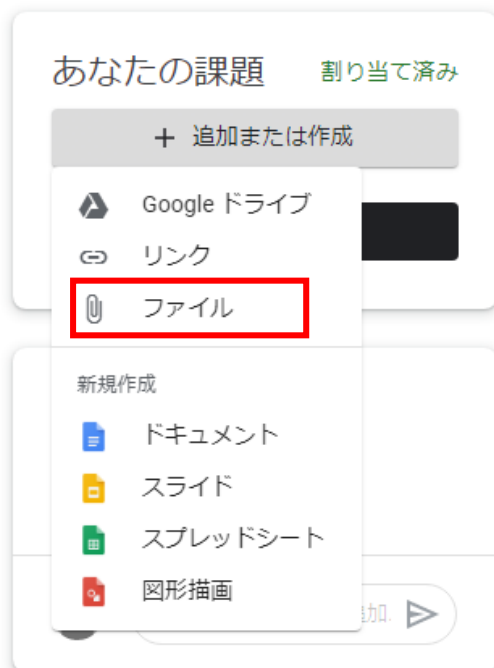 あなたの課題 割り当て済み
+ 追加または作成
Google ドライブ
リンク
ファイル
新規作成
ドキュメント
スライド
スプレッドシート
図形描画
追加